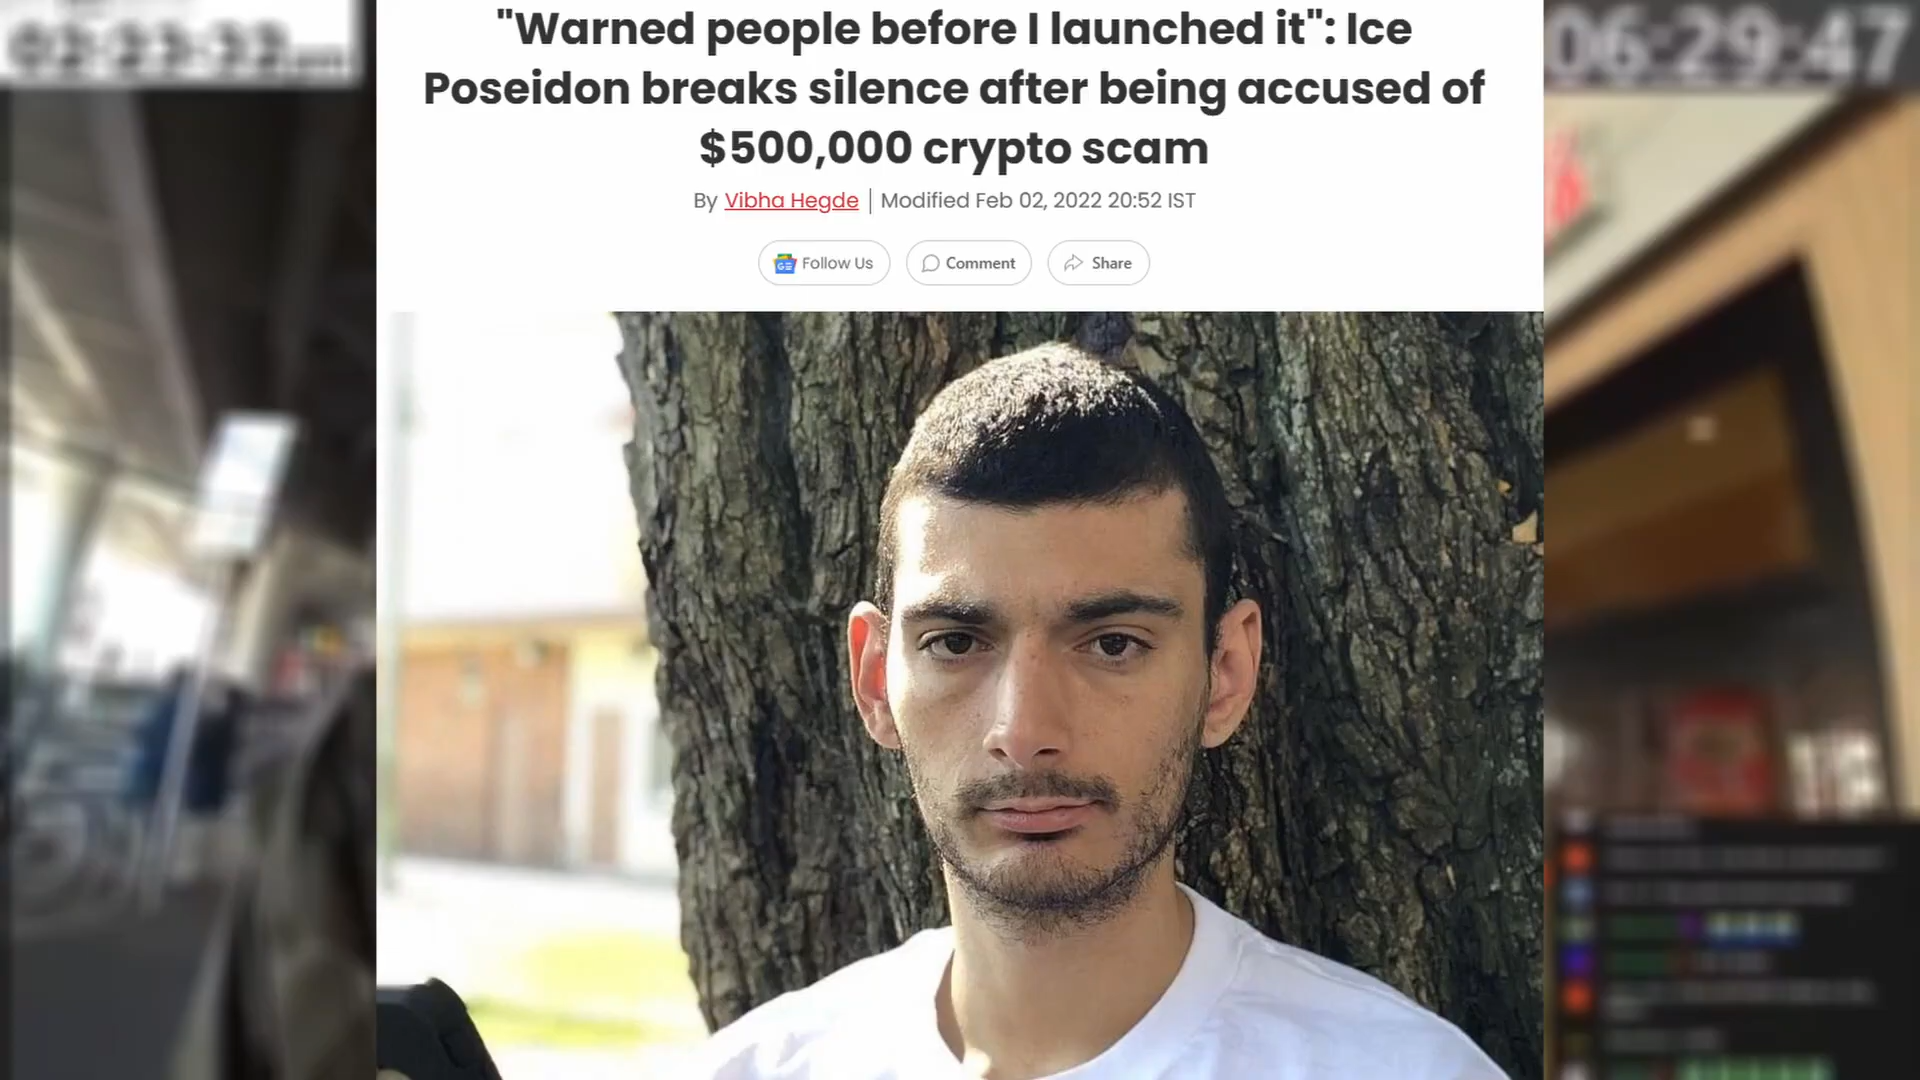 "Warned people before I launched it": Ice
Poseidon breaks silence after being accused of
$500,000 crypto scam
By Vibha Hegde | Modified Feb 02, 2022 20:52 IST
Follow Us
Comment
Share
06:29:47